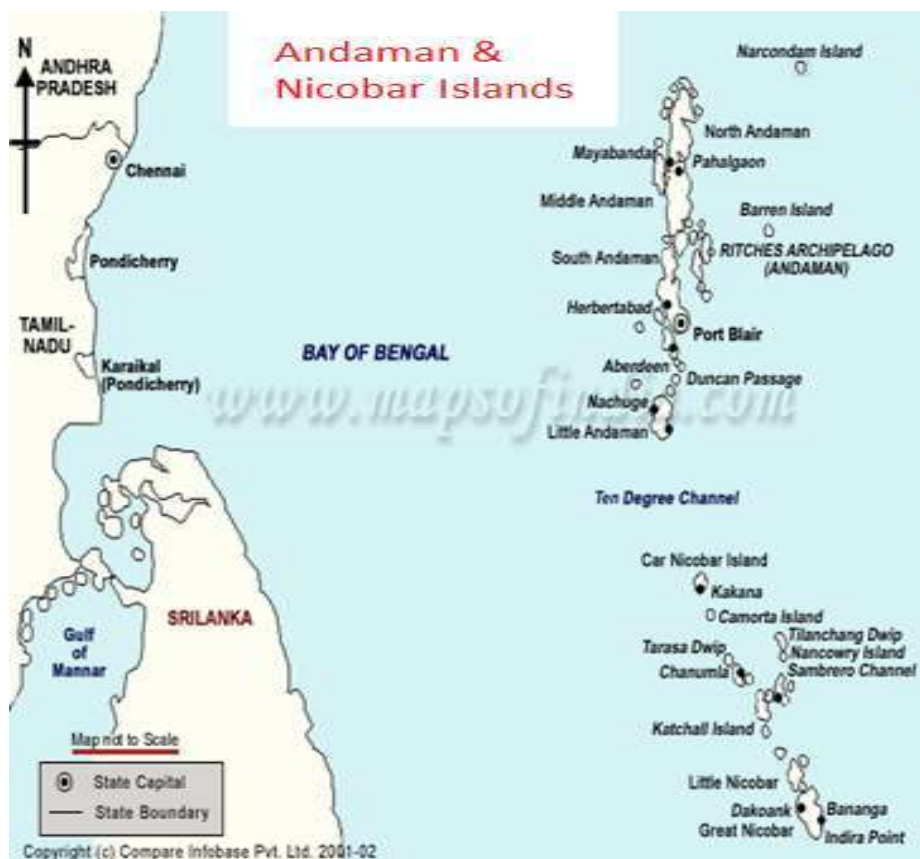 Andaman &
Nicobar Islands
N
ANDHRA
PRADESH
Chennai
Pondicherry
TAMIL-
NADU
Karaikal
(Pondicherry)
BAY OF BENGAL
Narcondam Island
North Andaman
Mayabandar
Pahalgaon
Middle Andaman
Barren Island
South Andaman
RITCHES ARCHIPELAGO
(ANDAMAN)
Herbertabad
Port Blair
Aberdeen
Duncan Passage
www.mapsofindia.com
Nachuge
Little Andaman
Ten Degree Channel
Car Nicobar Island
Kakana
Camorta Island
Tilanchang Dwip
Tarasa Dwip
Nancowry Island
Chanumla
Sambrero Channel
Katchall Island
SRILANKA
Gulf
of
Mannar
Little Nicobar
Dakoank
Bananga
Great Nicobar
Indira Point
Map not to Scale
State Capital
State Boundary
Copyright (c) Compare Infobase Pvt. Ltd. 2001-02